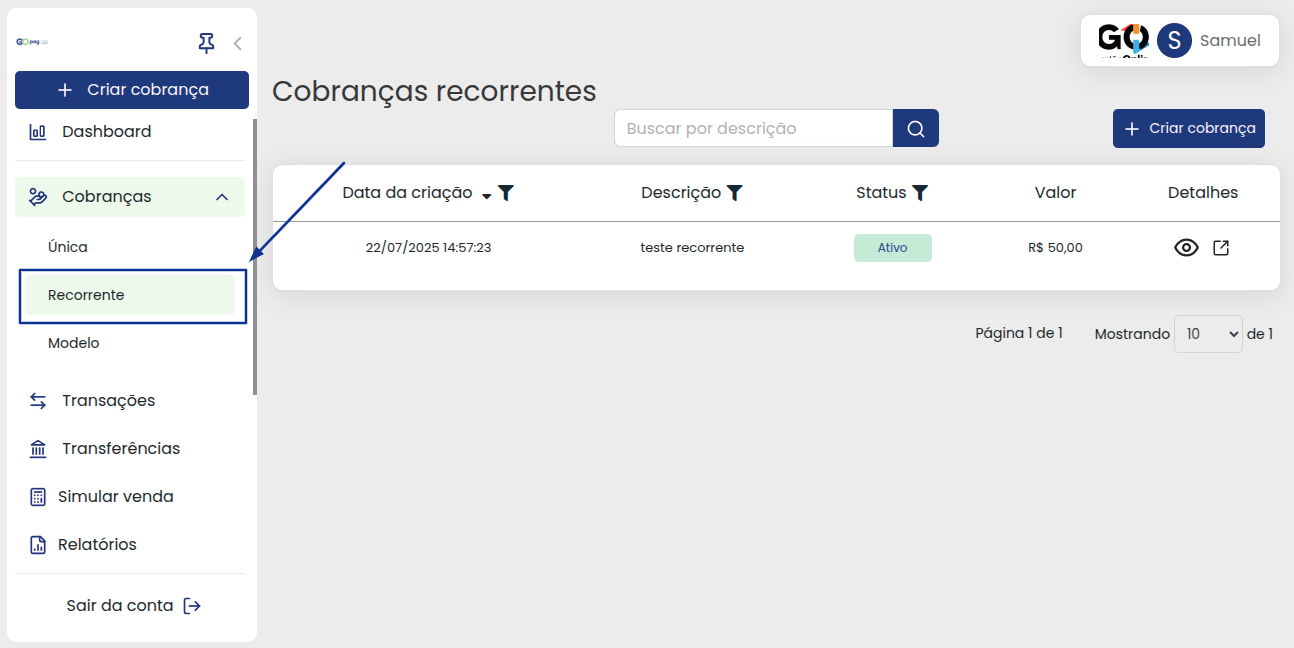 GO pag
Criar cobrança
Dashboard
Cobranças
Única
Recorrente
Modelo
Transações
Transferências
Simular venda
Relatórios
Sair da conta
GO
S
Samuel
Cobranças recorrentes
Buscar por descrição
Criar cobrança
Data da criação Descrição Status Valor Detalhes
22/07/2025 14:57:23 teste recorrente Ativo R$ 50,00
Página 1 de 1 Mostrando 10 de 1